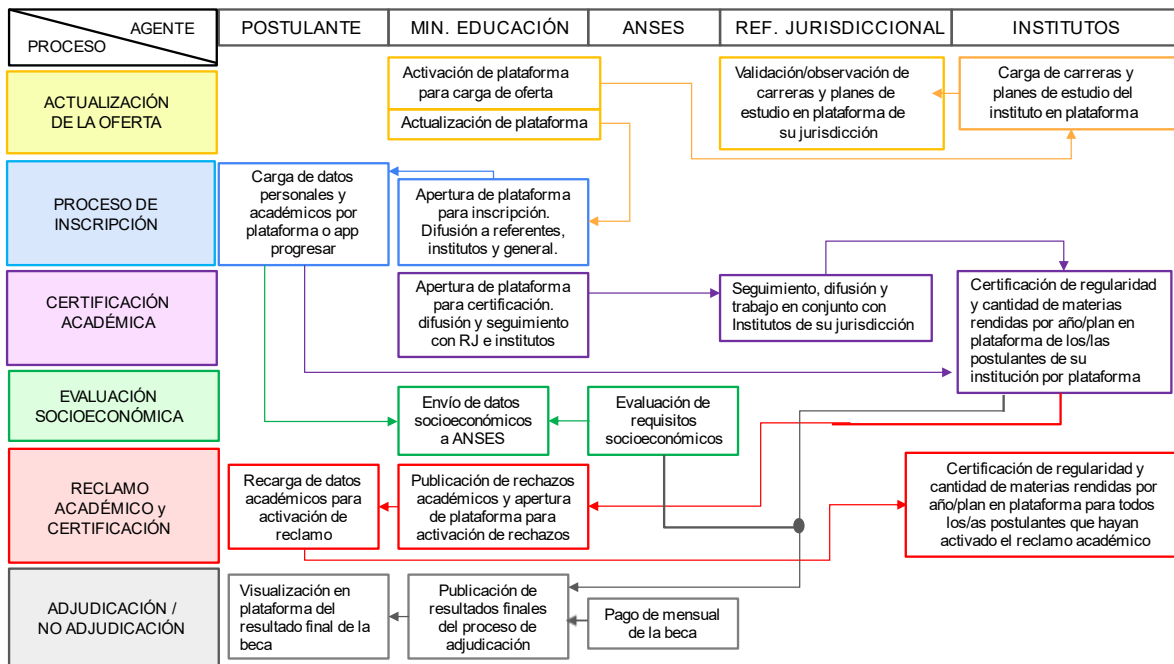 AGENTE
PROCESO
POSTULANTE
MIN. EDUCACIÓN
ANSES
REF. JURISDICCIONAL
INSTITUTOS
ACTUALIZACIÓN
DE LA OFERTA
Activación de plataforma
para carga de oferta
Actualización de plataforma
Validación/observación de
carreras y planes de
estudio en plataforma de
su jurisdicción
Carga de carreras y
planes de estudio del
instituto en plataforma
PROCESO DE
INSCRIPCIÓN
Carga de datos
personales y
académicos por
plataforma o app
progresar
Apertura de plataforma
para inscripción.
Difusión a referentes,
institutos y general.
CERTIFICACIÓN
ACADÉMICA
Apertura de plataforma
para certificación.
difusión y seguimiento
con RJ e institutos
Seguimiento, difusión y
trabajo en conjunto con
Institutos de su jurisdicción
Certificación de regularidad
y cantidad de materias
rendidas por año/plan en
plataforma de los/las
postulantes de su
institución por plataforma
EVALUACIÓN
SOCIOECONÓMICA
Envío de datos
socioeconómicos
a ANSES
Evaluación de
requisitos
socioeconómicos
RECLAMO
ACADÉMICO y
CERTIFICACIÓN
Recarga de datos
académicos para
activación de
reclamo
Publicación de rechazos
académicos y apertura
de plataforma para
activación de rechazos
Certificación de regularidad y
cantidad de materias rendidas por
año/plan en plataforma para todos
los/as postulantes que hayan
activado el reclamo académico
ADJUDICACIÓN /
NO ADJUDICACIÓN
Visualización en
plataforma del
resultado final de la
beca
Publicación de
resultados finales
del proceso de
adjudicación
Pago de mensual
de la beca